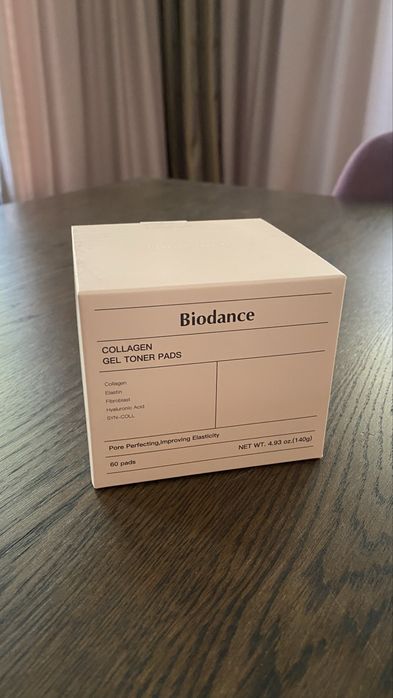 Biodance
COLLAGEN
GEL TONER PADS
Collagen
Elastin
Fibroblast
Hyaluronic Acid
SYN-COLL
Pore Perfecting,Improving Elasticity
60 pads
NET WT. 4.93 oz.(140g)